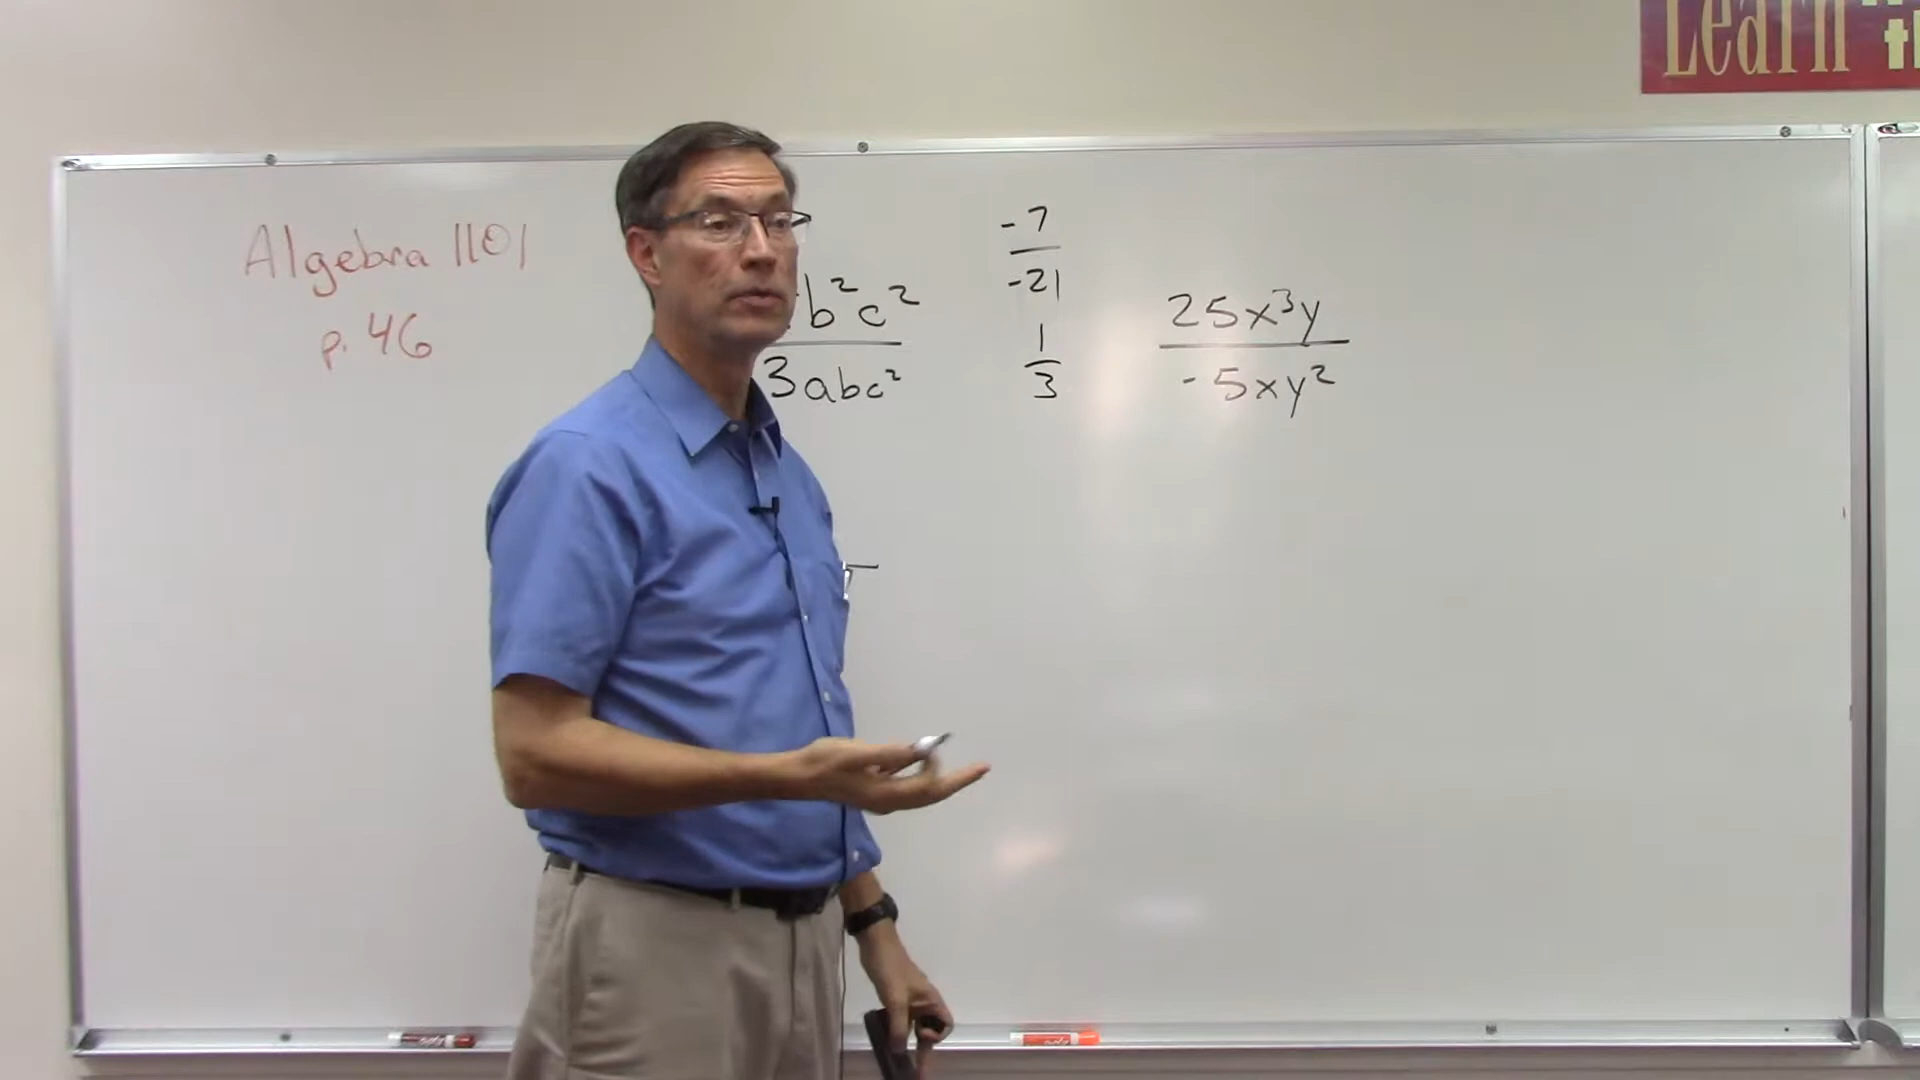 Learn
Algebra 1101
p. 46
b²c²
3abc²
-7
-21
1
3
25x³y
-5xy²